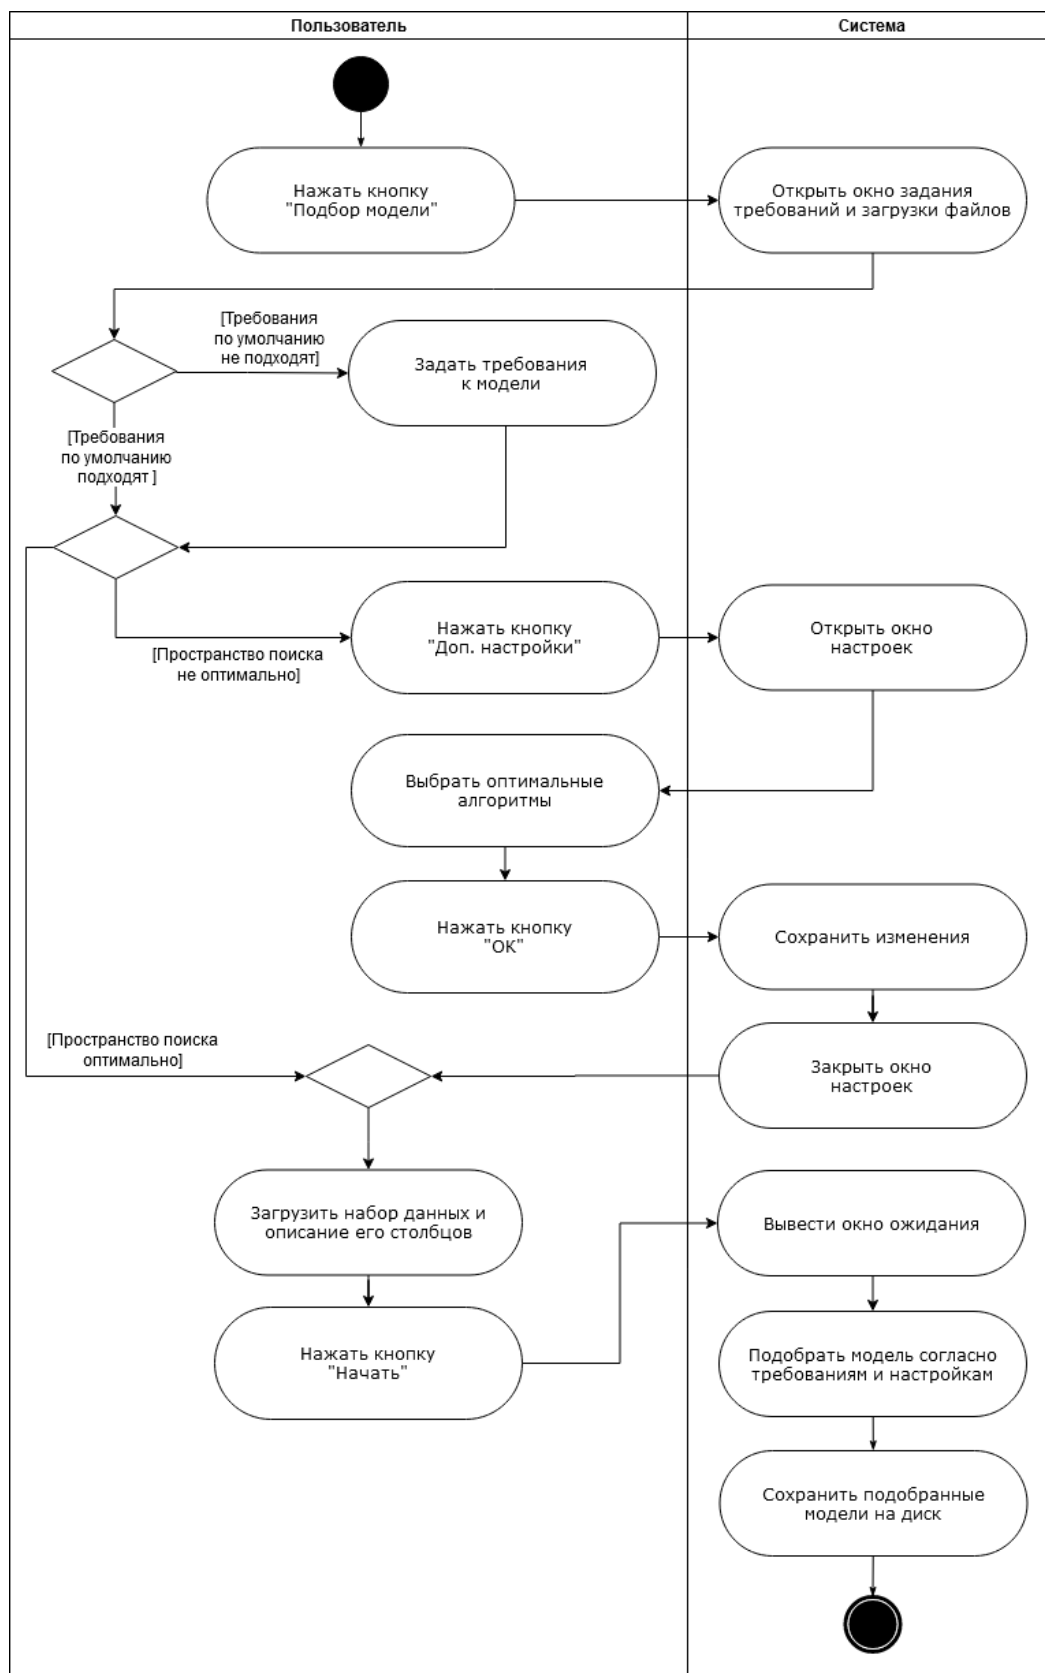 Пользователь
Система
Нажать кнопку
"Подбор модели"
Открыть окно задания
требований и загрузки файлов
[Требования
по умолчанию
не подходят]
Задать требования
к модели
[Требования
по умолчанию
подходят ]
Нажать кнопку
"Доп. настройки"
Открыть окно
настроек
[Пространство поиска
не оптимально]
Выбрать оптимальные
алгоритмы
Нажать кнопку
"ОК"
Сохранить изменения
[Пространство поиска
оптимально]
Закрыть окно
настроек
Загрузить набор данных и
описание его столбцов
Вывести окно ожидания
Нажать кнопку
"Начать"
Подобрать модель согласно
требованиям и настройкам
Сохранить подобранные
модели на диск